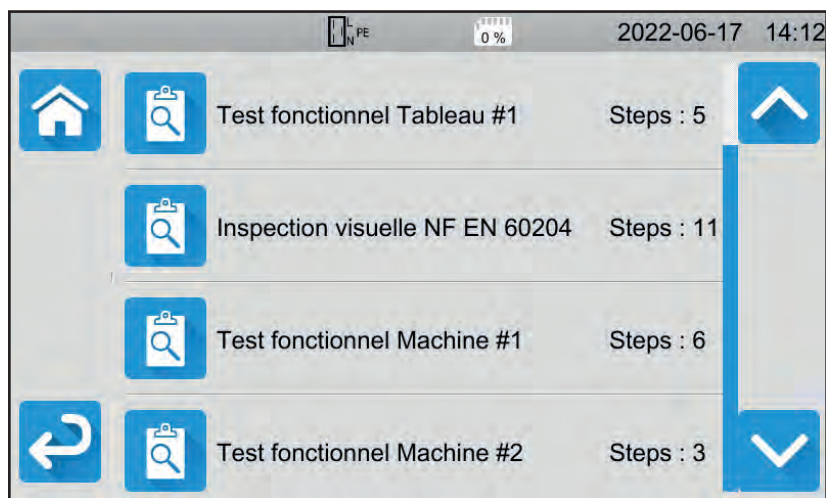 L
N PE 0 % 2022-06-17 14:12
Test fonctionnel Tableau #1 Steps : 5
Inspection visuelle NF EN 60204 Steps : 11
Test fonctionnel Machine #1 Steps : 6
Test fonctionnel Machine #2 Steps : 3